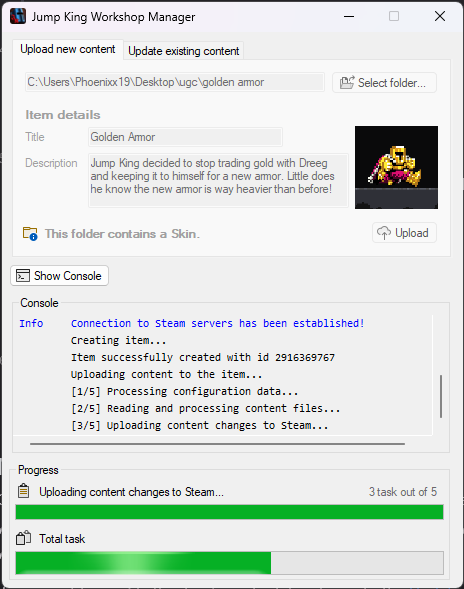 Jump King Workshop Manager
Upload new content
Update existing content
C:\Users\Phoenixx19\Desktop\ugc\golden armor
Select folder...
Item details
Title
Golden Armor
Description
Jump King decided to stop trading gold with Dreeg
and keeping it to himself for a new armor. Little does
he know the new armor is way heavier than before!
This folder contains a Skin.
Upload
Show Console
Console
Info Connection to Steam servers has been established!
Creating item...
Item successfully created with id 2916369767
Uploading content to the item...
[1/5] Processing configuration data...
[2/5] Reading and processing content files...
[3/5] Uploading content changes to Steam...
Progress
Uploading content changes to Steam...
3 task out of 5
Total task